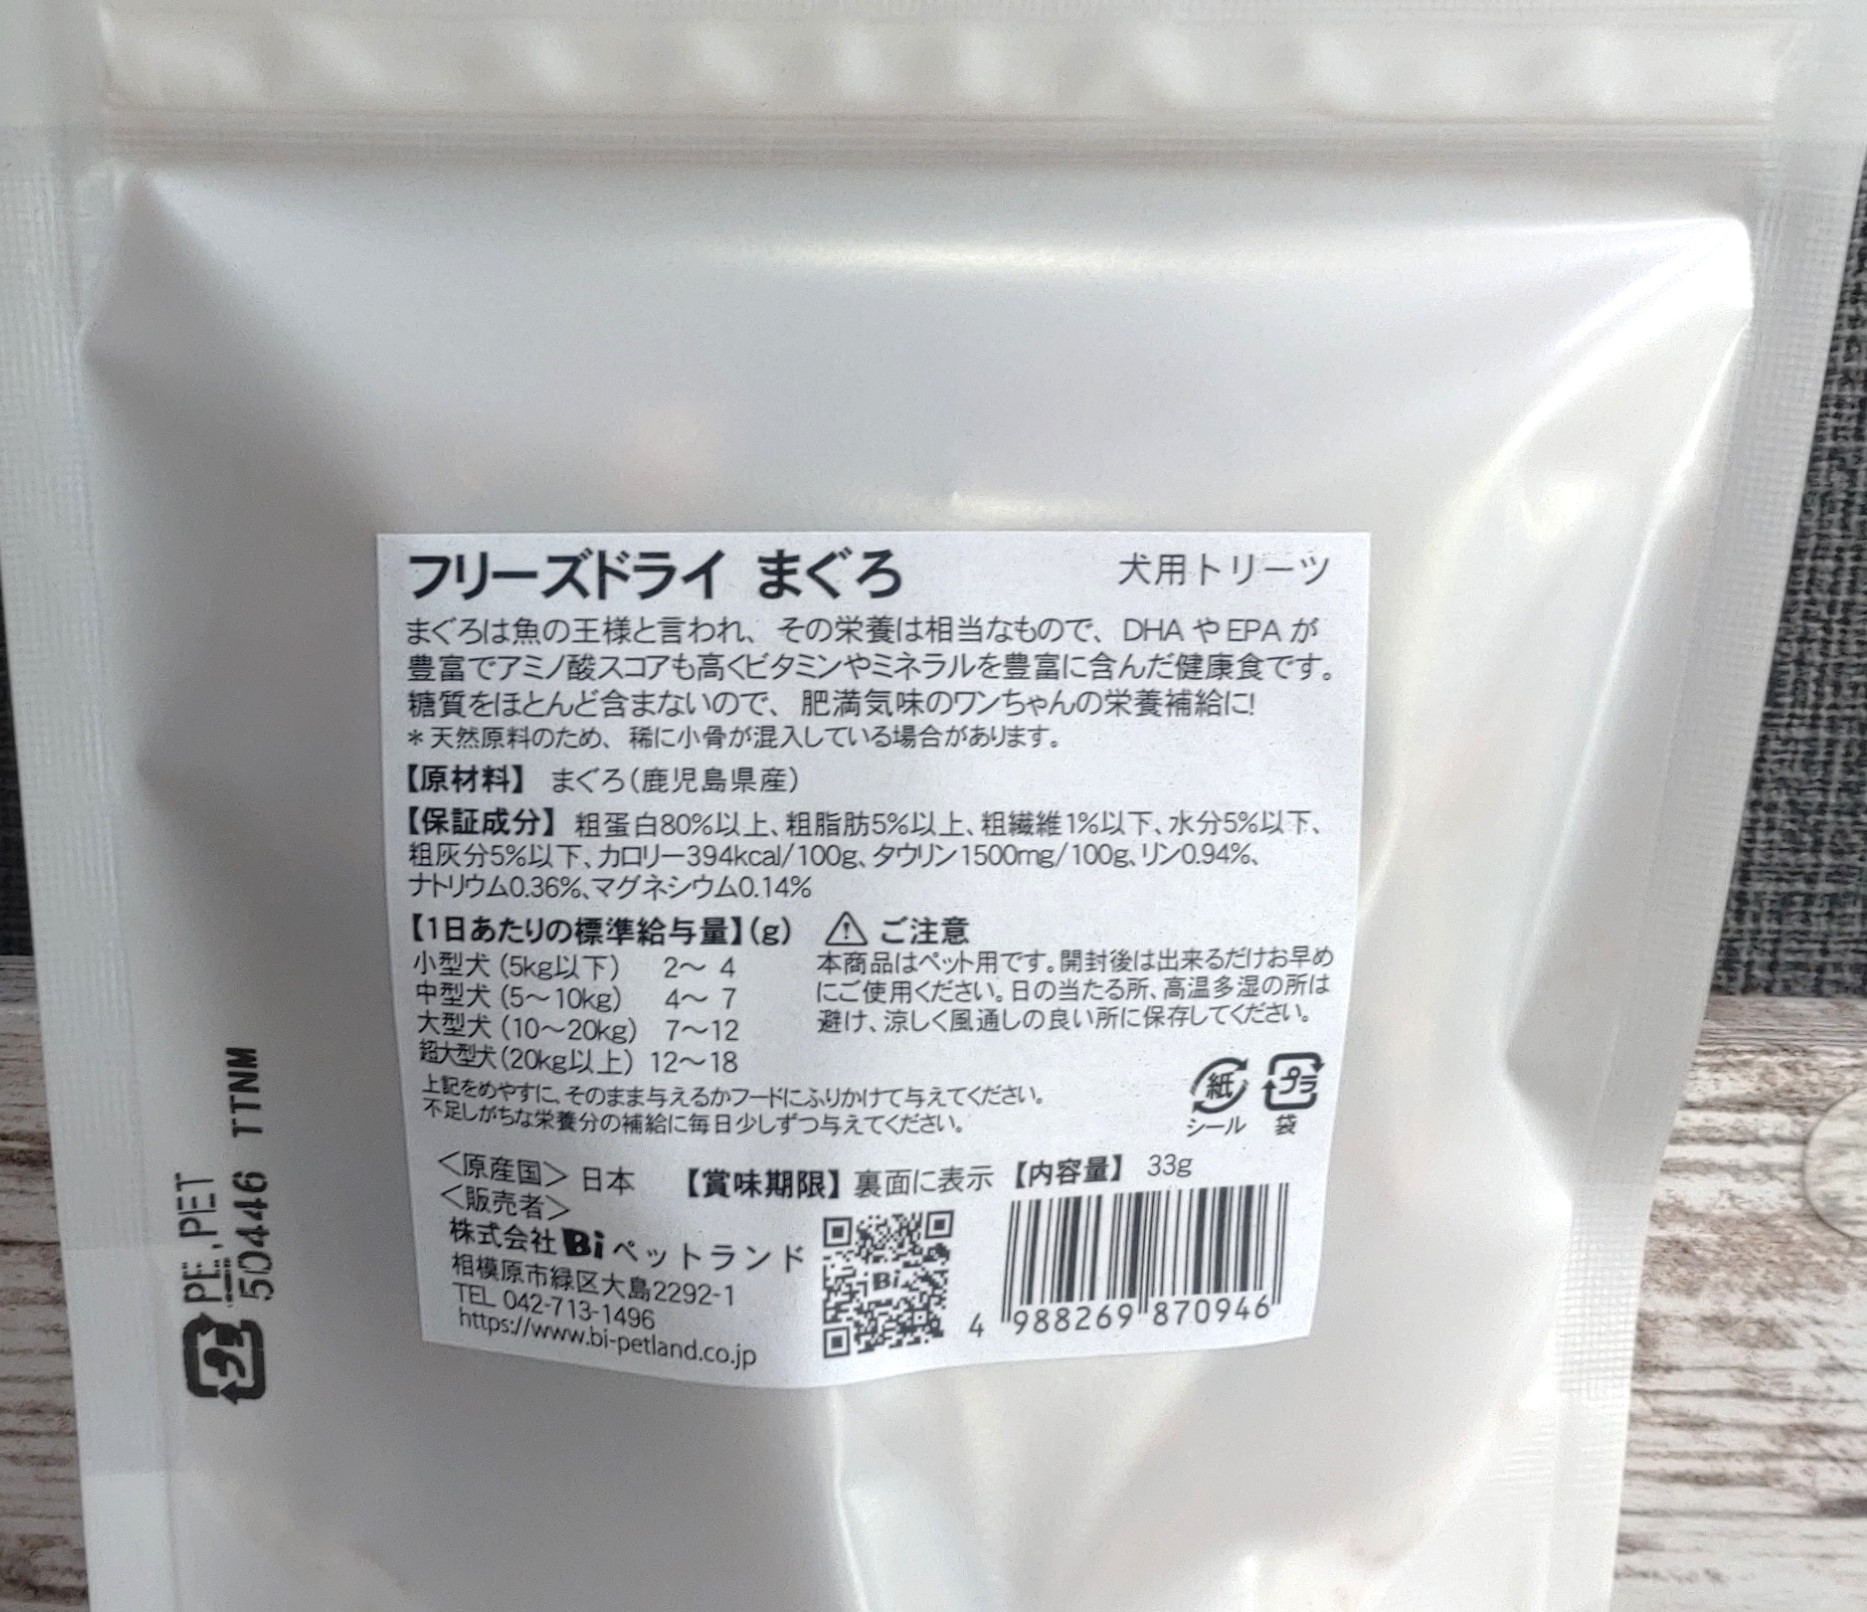 フリーズドライ まぐろ 犬用トリーツ
まぐろは魚の王様と言われ、その栄養は相当なもので、DHAやEPAが
豊富でアミノ酸スコアも高くビタミンやミネラルを豊富に含んだ健康食です。
糖質をほとんど含まないので、肥満気味のワンちゃんの栄養補給に!
＊天然原料のため、稀に小骨が混入している場合があります。
【原材料】 まぐろ(鹿児島県産)
【保証成分】 粗蛋白80%以上、粗脂肪5%以上、粗繊維1%以下、水分5%以下、
粗灰分5%以下、カロリー394kcal/100g、タウリン1500mg/100g、リン0.94%、
ナトリウム0.36%、マグネシウム0.14%
【1日あたりの標準給与量】(g)
小型犬 (5kg以下) 2〜 4
中型犬 (5〜10kg) 4〜 7
大型犬 (10〜20kg) 7〜12
超大型犬(20kg以上) 12〜18
⚠ ご注意
本商品はペット用です。開封後は出来るだけお早め
にご使用ください。日の当たる所、高温多湿の所は
避け、涼しく風通しの良い所に保存してください。
上記をめやすに、そのまま与えるかフードにふりかけて与えてください。
不足しがちな栄養分の補給に毎日少しずつ与えてください。
紙 プラ
シール 袋
＜原産国＞ 日本 【賞味期限】裏面に表示 【内容量】 33g
＜販売者＞
株式会社 Bi ペットランド
相模原市緑区大島2292-1
TEL 042-713-1496
https://www.bi-petland.co.jp
Bi
4 988269 870946
プラ PE,PET
50446 TTNM